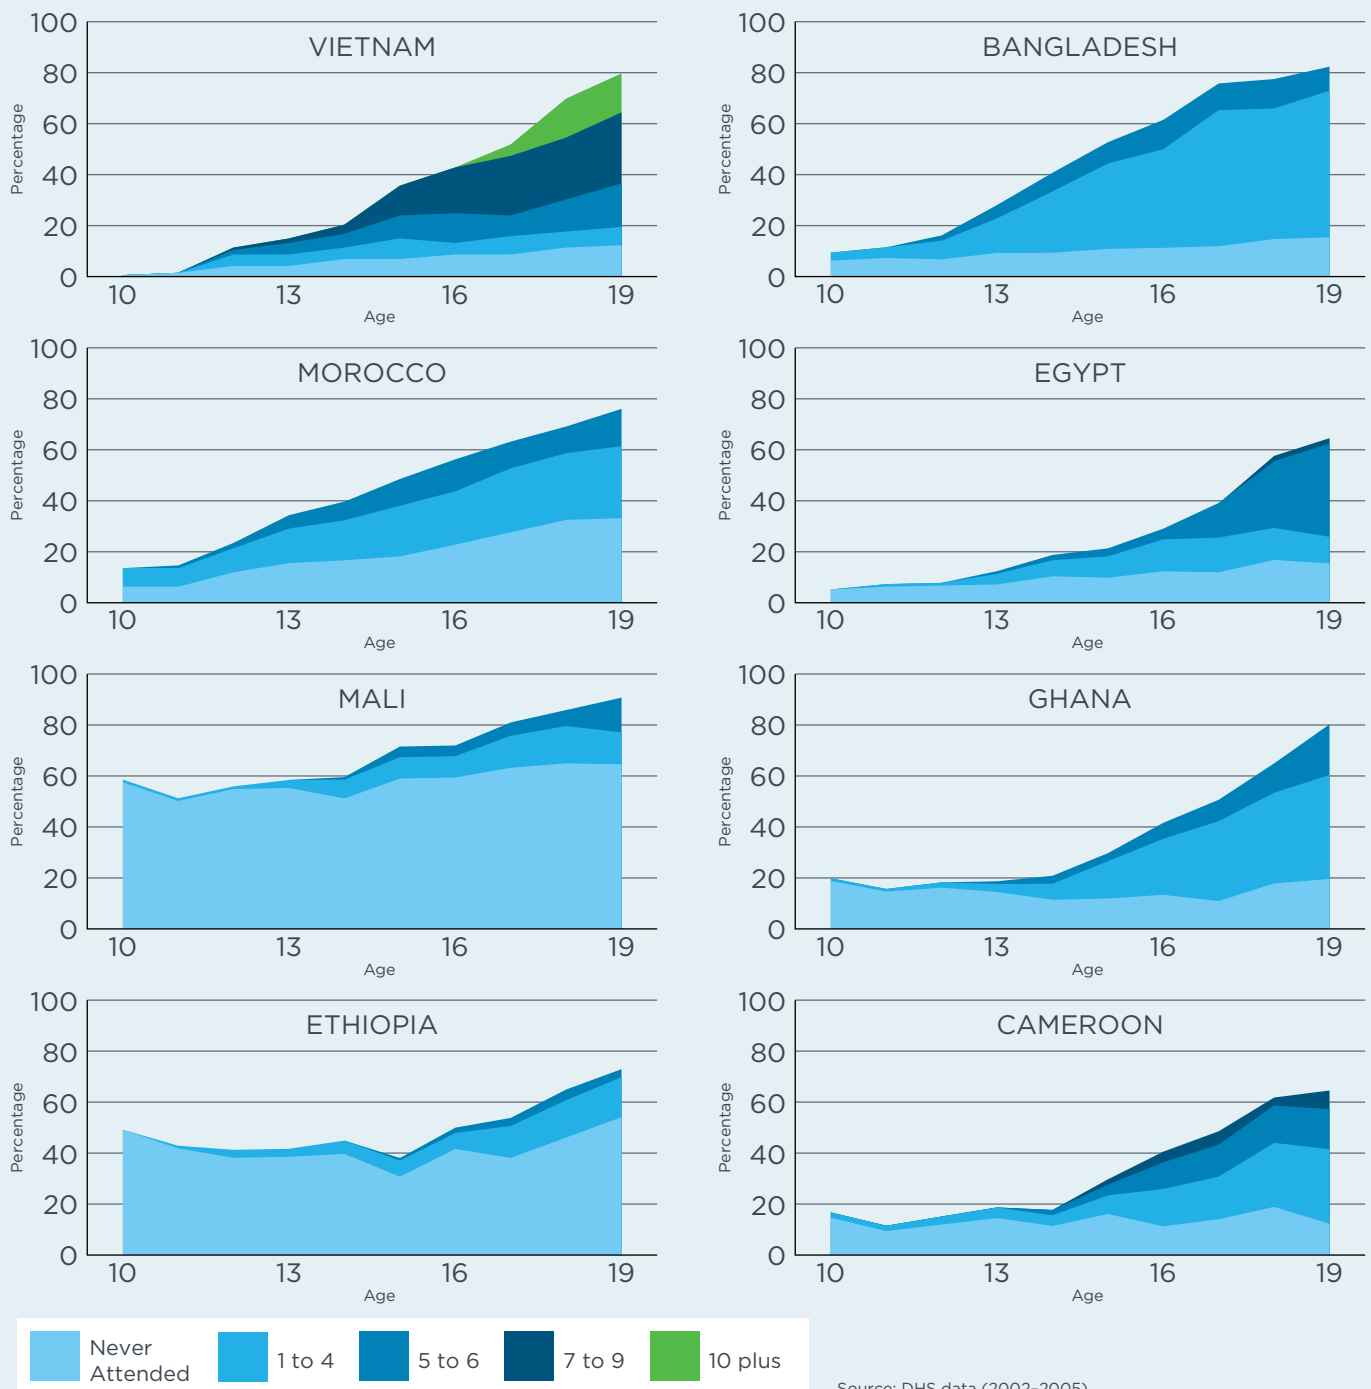 VIETNAM
100
80
60
40
20
0
Percentage
10 13 16 19
Age
BANGLADESH
100
80
60
40
20
0
Percentage
10 13 16 19
Age
MOROCCO
100
80
60
40
20
0
Percentage
10 13 16 19
Age
EGYPT
100
80
60
40
20
0
Percentage
10 13 16 19
Age
MALI
100
80
60
40
20
0
Percentage
10 13 16 19
Age
GHANA
100
80
60
40
20
0
Percentage
10 13 16 19
Age
ETHIOPIA
100
80
60
40
20
0
Percentage
10 13 16 19
Age
CAMEROON
100
80
60
40
20
0
Percentage
10 13 16 19
Age
Never
Attended
1 to 4
5 to 6
7 to 9
10 plus
Source: DHS data (2002–2005)